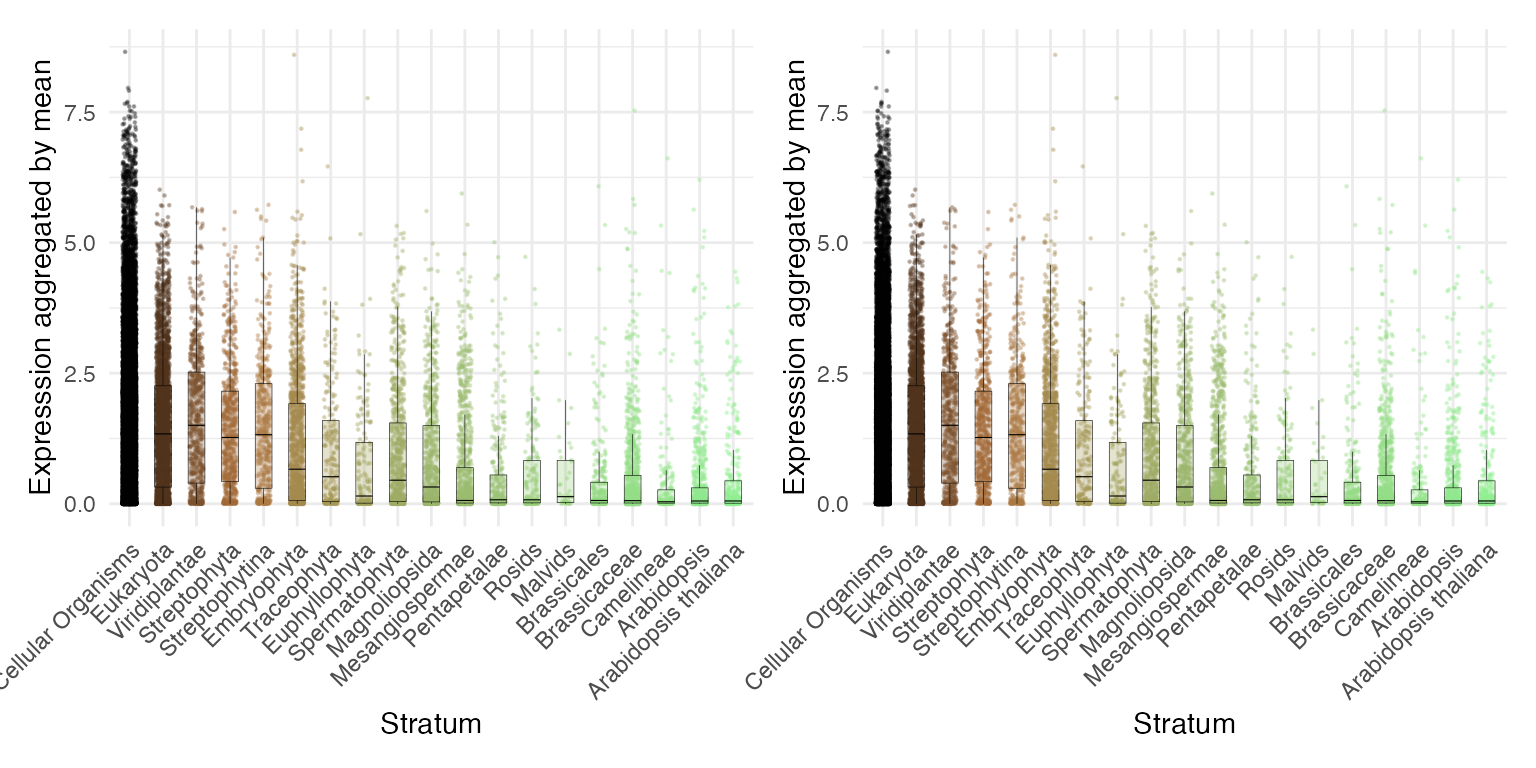 Expresssion aggregated by mean
7.5
5.0
2.5
0.0
Cellular Organisms
Eukaryota
Viridiplantae
Streptophyta
Streptophytina
Embryophyta
Traceophyta
Euphyllophyta
Spermatophyta
Magnoliopsida
Mesangiospermae
Pentapetalae
Rosids
Malvids
Brassicales
Brassicaceae
Camelineae
Arabidopsis
Arabidopsis thaliana
Stratum
Expresssion aggregated by mean
7.5
5.0
2.5
0.0
Cellular Organisms
Eukaryota
Viridiplantae
Streptophyta
Streptophytina
Embryophyta
Traceophyta
Euphyllophyta
Spermatophyta
Magnoliopsida
Mesangiospermae
Pentapetalae
Rosids
Malvids
Brassicales
Brassicaceae
Camelineae
Arabidopsis
Arabidopsis thaliana
Stratum